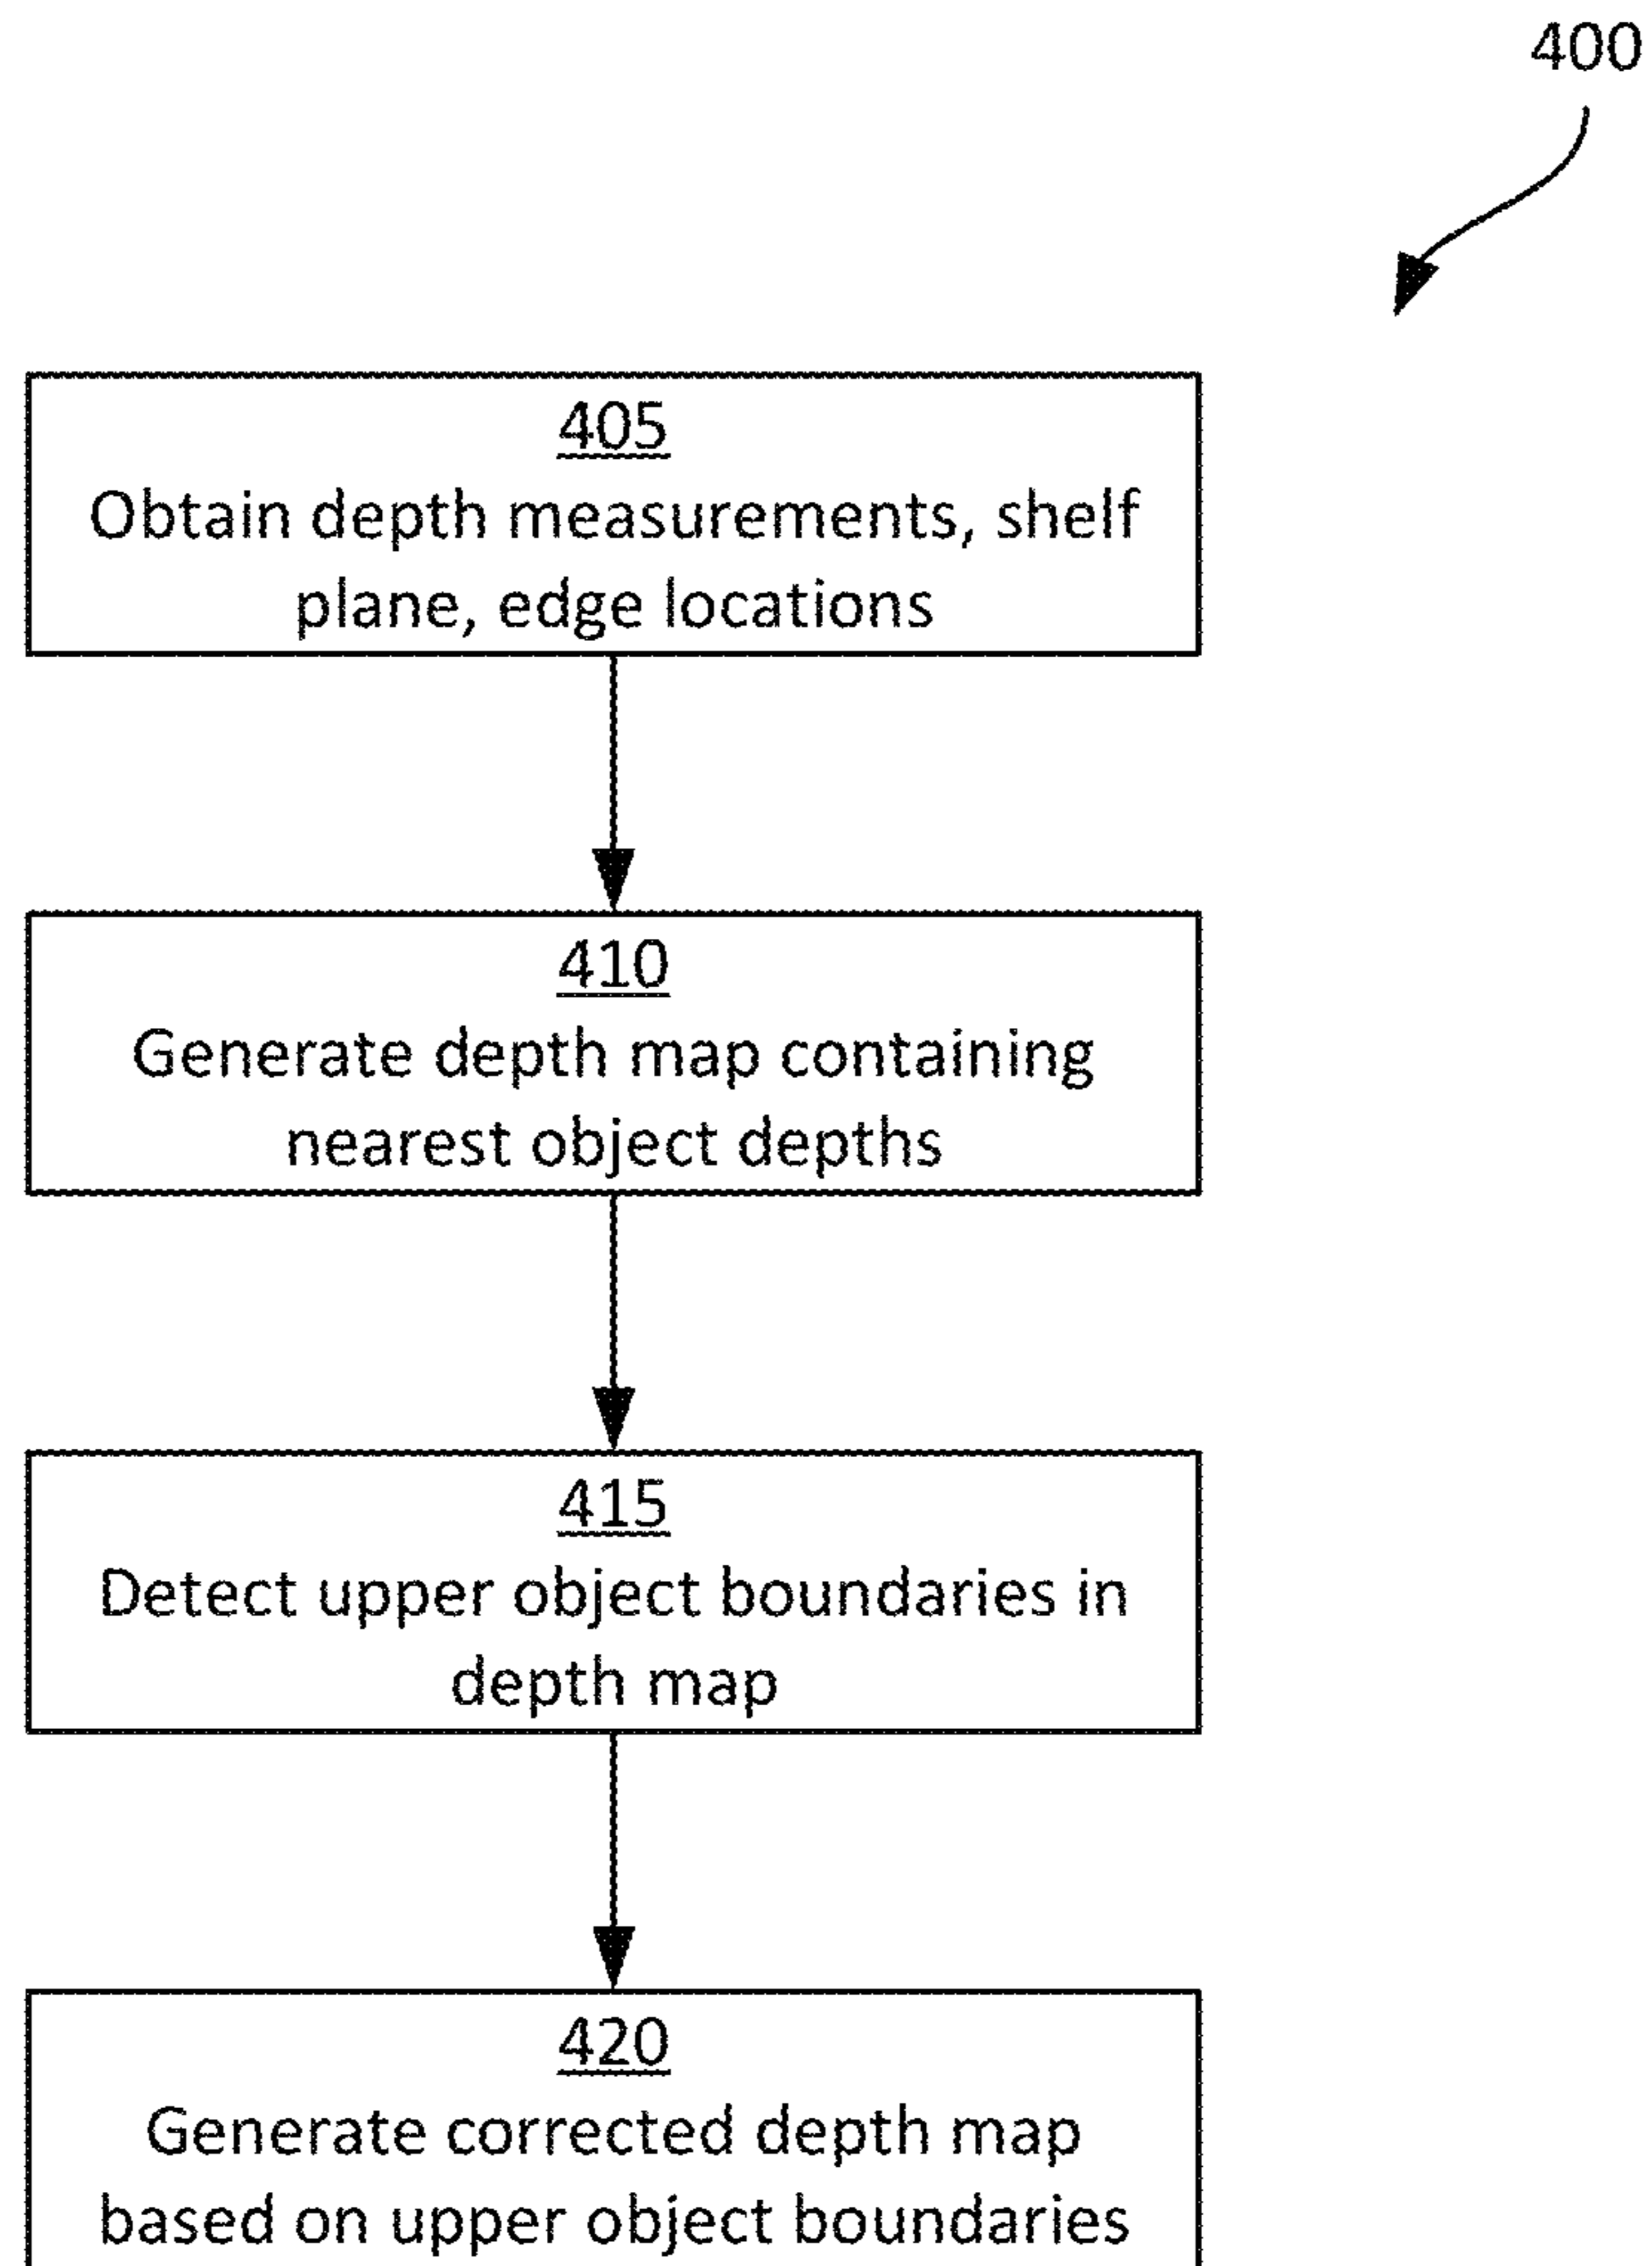 400
405
Obtain depth measurements, shelf
plane, edge locations
410
Generate depth map containing
nearest object depths
415
Detect upper object boundaries in
depth map
420
Generate corrected depth map
based on upper object boundaries